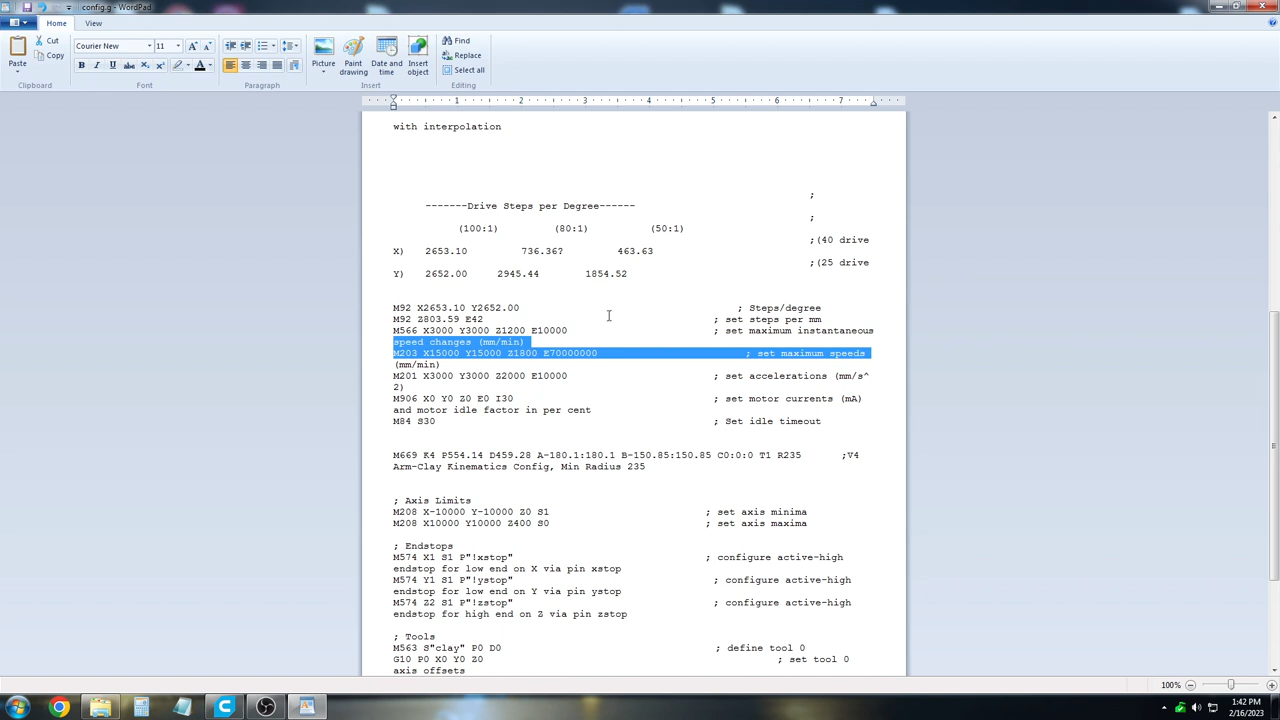 config.g - WordPad
Home View
Cut
Copy
Paste
Clipboard
Courier New 11
Font
Paragraph
Picture
Paint drawing
Date and time
Insert object
Insert
Find
Replace
Select all
Editing
1 2 3 4 5 6 7
with interpolation
;
-------Drive Steps per Degree------
;
(100:1) (80:1) (50:1)
;(40 drive
X) 2653.10 736.36? 463.63
;(25 drive
Y) 2652.00 2945.44 1854.52
M92 X2653.10 Y2652.00 ; Steps/degree
M92 Z803.59 E42 ; set steps per mm
M566 X3000 Y3000 Z1200 E10000 ; set maximum instantaneous
speed changes (mm/min)
M203 X15000 Y15000 Z1800 E70000000 ; set maximum speeds
(mm/min)
M201 X3000 Y3000 Z2000 E10000 ; set accelerations (mm/s^
2)
M906 X0 Y0 Z0 E0 I30 ; set motor currents (mA)
and motor idle factor in per cent
M84 S30 ; Set idle timeout
M669 K4 P554.14 D459.28 A-180.1:180.1 B-150.85:150.85 C0:0:0 T1 R235 ;V4
Arm-Clay Kinematics Config, Min Radius 235
; Axis Limits
M208 X-10000 Y-10000 Z0 S1 ; set axis minima
M208 X10000 Y10000 Z400 S0 ; set axis maxima
; Endstops
M574 X1 S1 P"!xstop" ; configure active-high
endstop for low end on X via pin xstop
M574 Y1 S1 P"!ystop" ; configure active-high
endstop for low end on Y via pin ystop
M574 Z2 S1 P"!zstop" ; configure active-high
endstop for high end on Z via pin zstop
; Tools
M563 S"clay" P0 D0 ; define tool 0
G10 P0 X0 Y0 Z0 ; set tool 0
axis offsets
100%
1:42 PM
2/16/2023